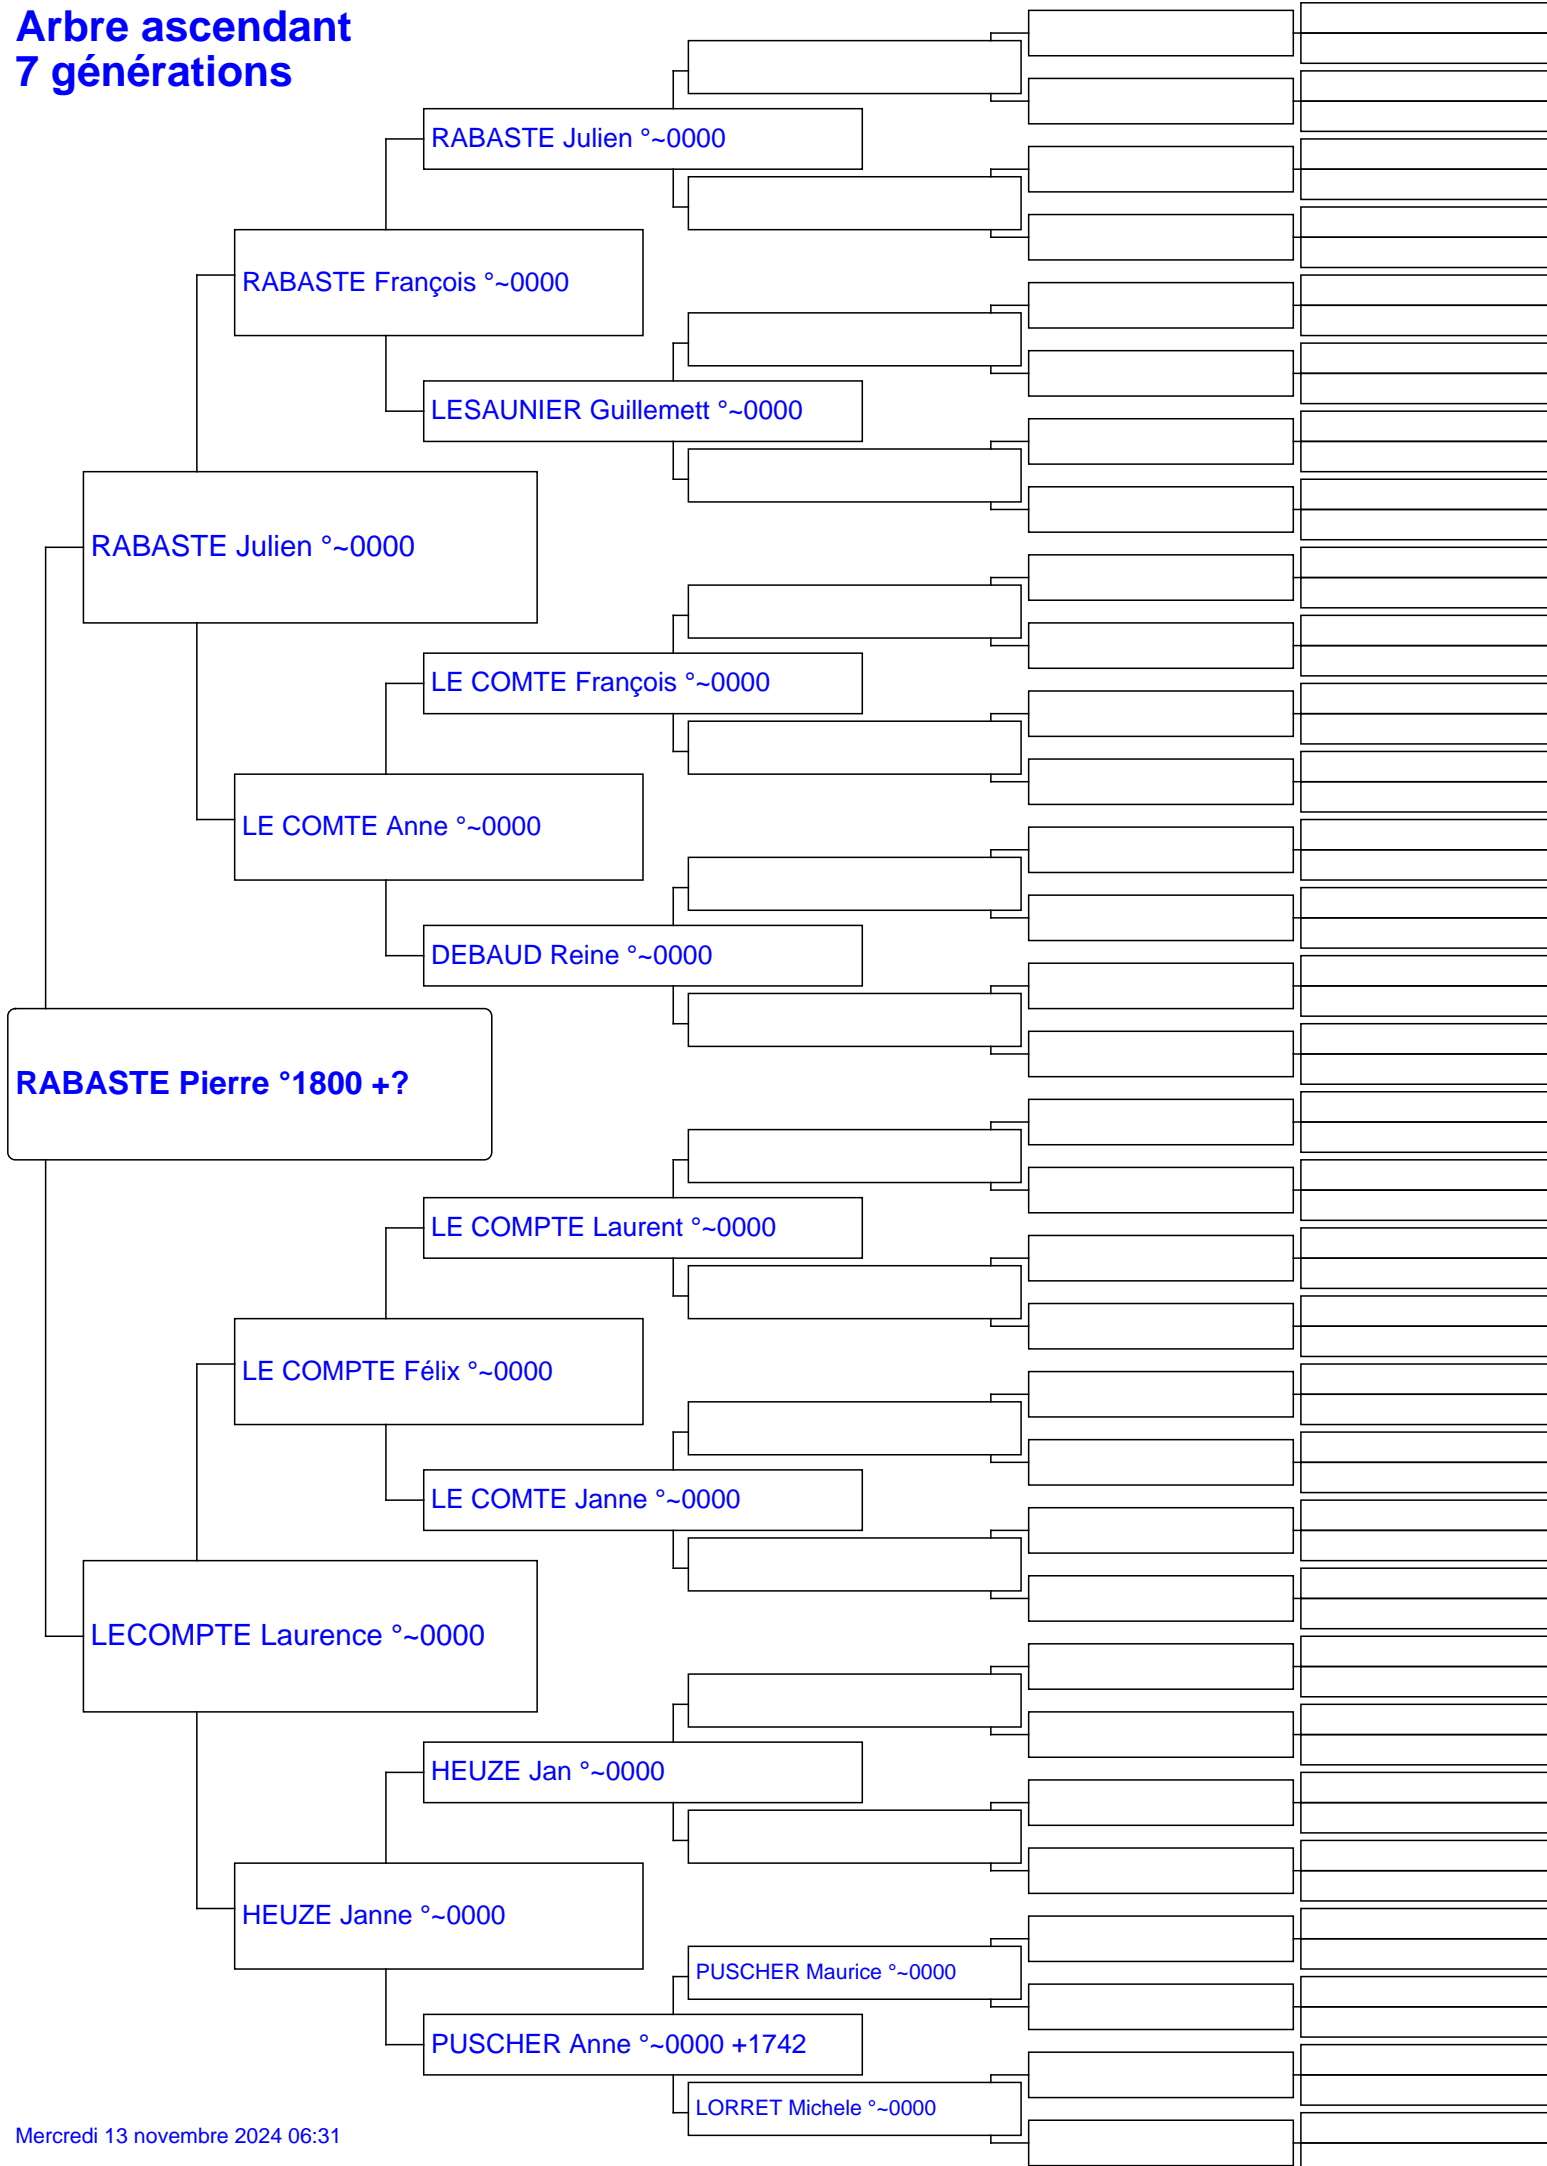 Arbre ascendant
7 générations
RABASTE Julien °~0000
RABASTE François °~0000
LESAUNIER Guillemett °~0000
RABASTE Julien °~0000
LE COMTE François °~0000
LE COMTE Anne °~0000
DEBAUD Reine °~0000
RABASTE Pierre °1800 +?
LE COMPTE Laurent °~0000
LE COMPTE Félix °~0000
LE COMTE Janne °~0000
LECOMPTE Laurence °~0000
HEUZE Jan °~0000
HEUZE Janne °~0000
PUSCHER Maurice °~0000
PUSCHER Anne °~0000 +1742
LORRET Michele °~0000
Mercredi 13 novembre 2024 06:31